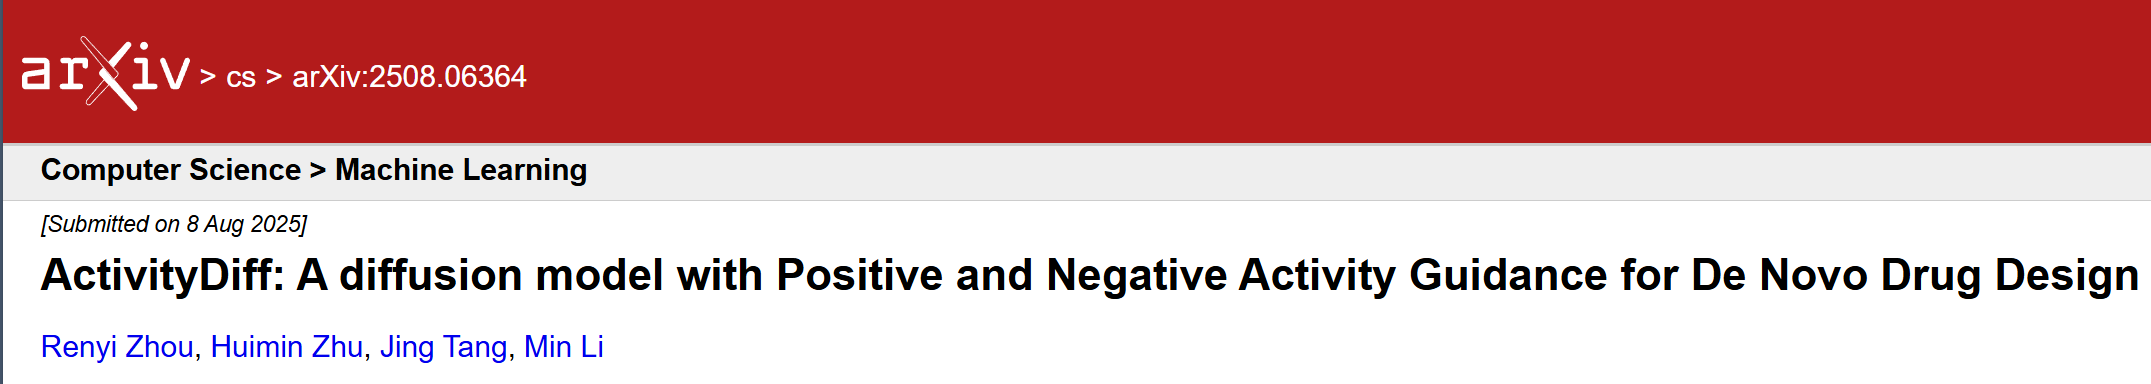 arXiv > cs > arXiv:2508.06364
Computer Science > Machine Learning
[Submitted on 8 Aug 2025]
ActivityDiff: A diffusion model with Positive and Negative Activity Guidance for De Novo Drug Design
Renyi Zhou, Huimin Zhu, Jing Tang, Min Li